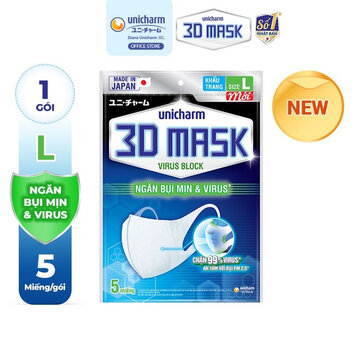 unicharm
ユニ・チャーム
Diana Unicharm JSC.
OFFICE STORE
unicharm
3D MASK
Số 1
NHẬT BẢN
1
GÓI
L
NGĂN
BỤI MỊN
& VIRUS
5
Miếng/gói
NEW
MADE IN
JAPAN
ユニ・チャーム
KHẨU
TRANG
SIZE L
Mới
unicharm
3D MASK
VIRUS BLOCK
NGĂN BỤI MỊN & VIRUS
CHẶN 99% VIRUS
AN TÂM VỚI BỤI PM 2.5
5 miếng
unicharm